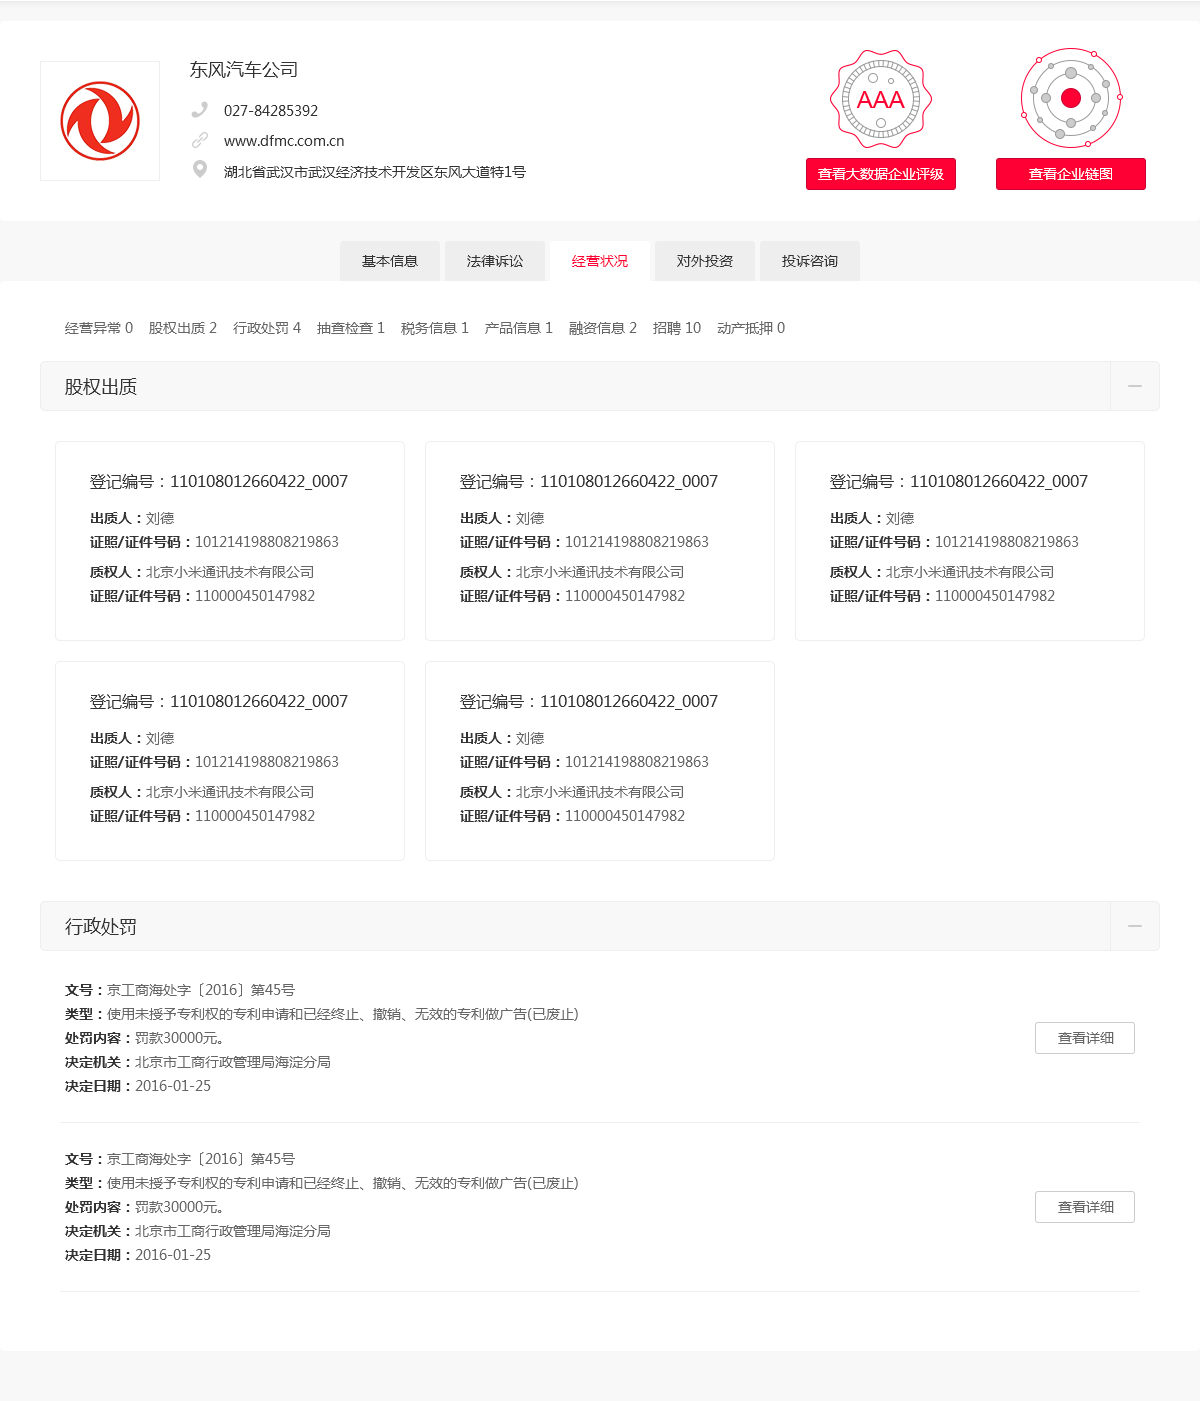 东风汽车公司
027-84285392
www.dfmc.com.cn
湖北省武汉市武汉经济技术开发区东风大道特1号
AAA
查看大数据企业评级
查看企业链图
基本信息
法律诉讼
经营状况
对外投资
投诉咨询
经营异常 0 股权出质 2 行政处罚 4 抽查检查 1 税务信息 1 产品信息 1 融资信息 2 招聘 10 动产抵押 0
股权出质
登记编号：110108012660422_0007
出质人：刘德
证照/证件号码：101214198808219863
质权人：北京小米通讯技术有限公司
证照/证件号码：110000450147982
登记编号：110108012660422_0007
出质人：刘德
证照/证件号码：101214198808219863
质权人：北京小米通讯技术有限公司
证照/证件号码：110000450147982
登记编号：110108012660422_0007
出质人：刘德
证照/证件号码：101214198808219863
质权人：北京小米通讯技术有限公司
证照/证件号码：110000450147982
登记编号：110108012660422_0007
出质人：刘德
证照/证件号码：101214198808219863
质权人：北京小米通讯技术有限公司
证照/证件号码：110000450147982
登记编号：110108012660422_0007
出质人：刘德
证照/证件号码：101214198808219863
质权人：北京小米通讯技术有限公司
证照/证件号码：110000450147982
行政处罚
文号：京工商海处字〔2016〕第45号
类型：使用未授予专利权的专利申请和已经终止、撤销、无效的专利做广告(已废止)
处罚内容：罚款30000元。
决定机关：北京市工商行政管理局海淀分局
决定日期：2016-01-25
查看详细
文号：京工商海处字〔2016〕第45号
类型：使用未授予专利权的专利申请和已经终止、撤销、无效的专利做广告(已废止)
处罚内容：罚款30000元。
决定机关：北京市工商行政管理局海淀分局
决定日期：2016-01-25
查看详细